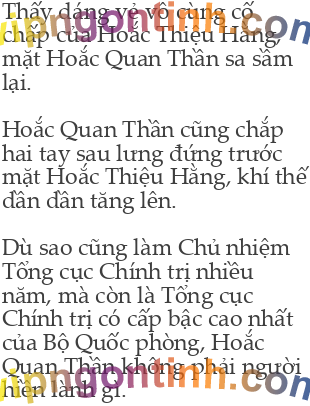 Thấy dáng vẻ vô cùng cố
chấp của Hoắc Thiệu Hằng,
mặt Hoắc Quan Thần sa sầm
lại.
Hoắc Quan Thần cũng chắp
hai tay sau lưng đứng trước
mặt Hoắc Thiệu Hằng, khí thế
dần dần tăng lên.
Dù sao cũng làm Chủ nhiệm
Tổng cục Chính trị nhiều
năm, mà còn là Tổng cục
Chính trị có cấp bậc cao nhất
của Bộ Quốc phòng, Hoắc
Quan Thần không phải người
hiền lành gì.